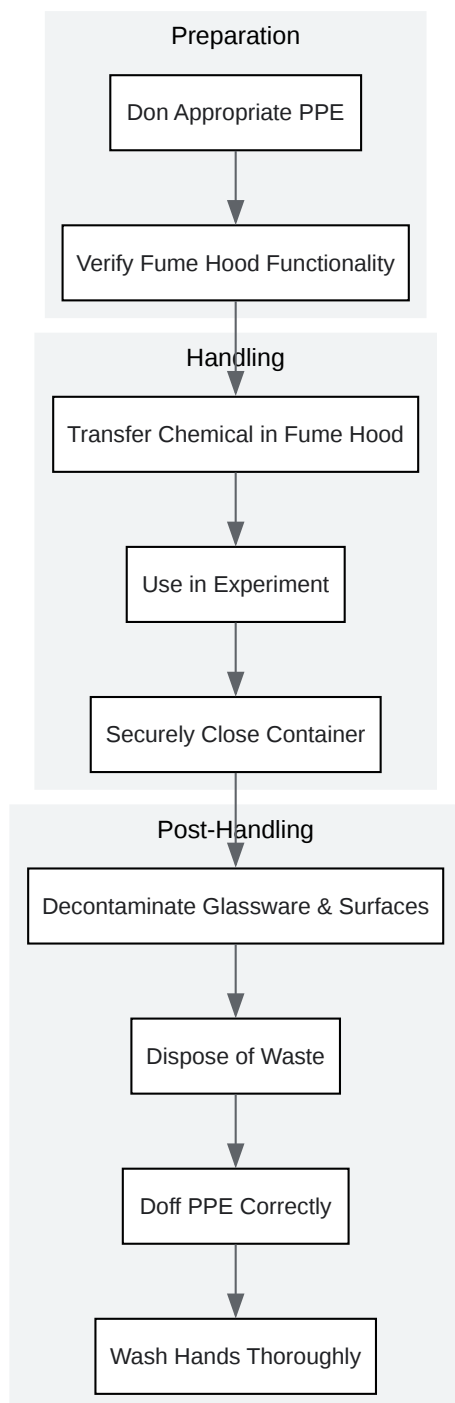 Preparation
Don Appropriate PPE
Verify Fume Hood Functionality
Handling
Transfer Chemical in Fume Hood
Use in Experiment
Securely Close Container
Post-Handling
Decontaminate Glassware & Surfaces
Dispose of Waste
Doff PPE Correctly
Wash Hands Thoroughly